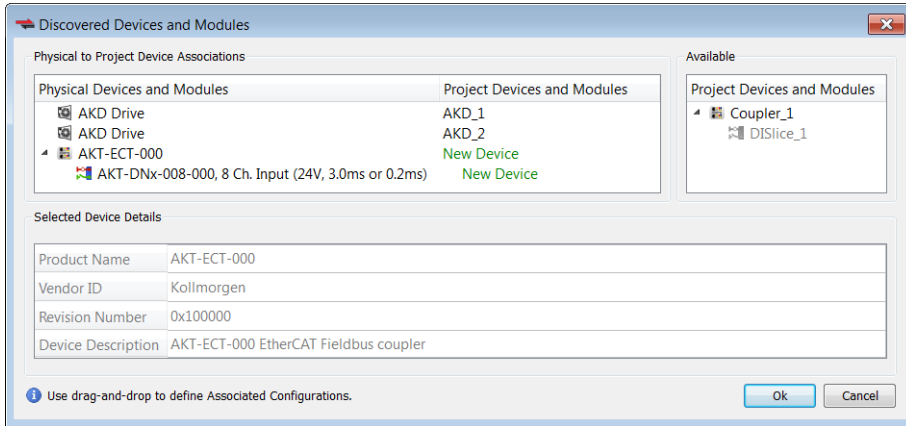 Discovered Devices and Modules
Physical to Project Device Associations
Physical Devices and Modules Project Devices and Modules
AKD Drive AKD_1
AKD Drive AKD_2
AKT-ECT-000 New Device
AKT-DNx-008-000, 8 Ch. Input (24V, 3.0ms or 0.2ms) New Device
Available
Project Devices and Modules
Coupler_1
DISlice_1
Selected Device Details
Product Name AKT-ECT-000
Vendor ID Kollmorgen
Revision Number 0x100000
Device Description AKT-ECT-000 EtherCAT Fieldbus coupler
Use drag-and-drop to define Associated Configurations.
Ok Cancel